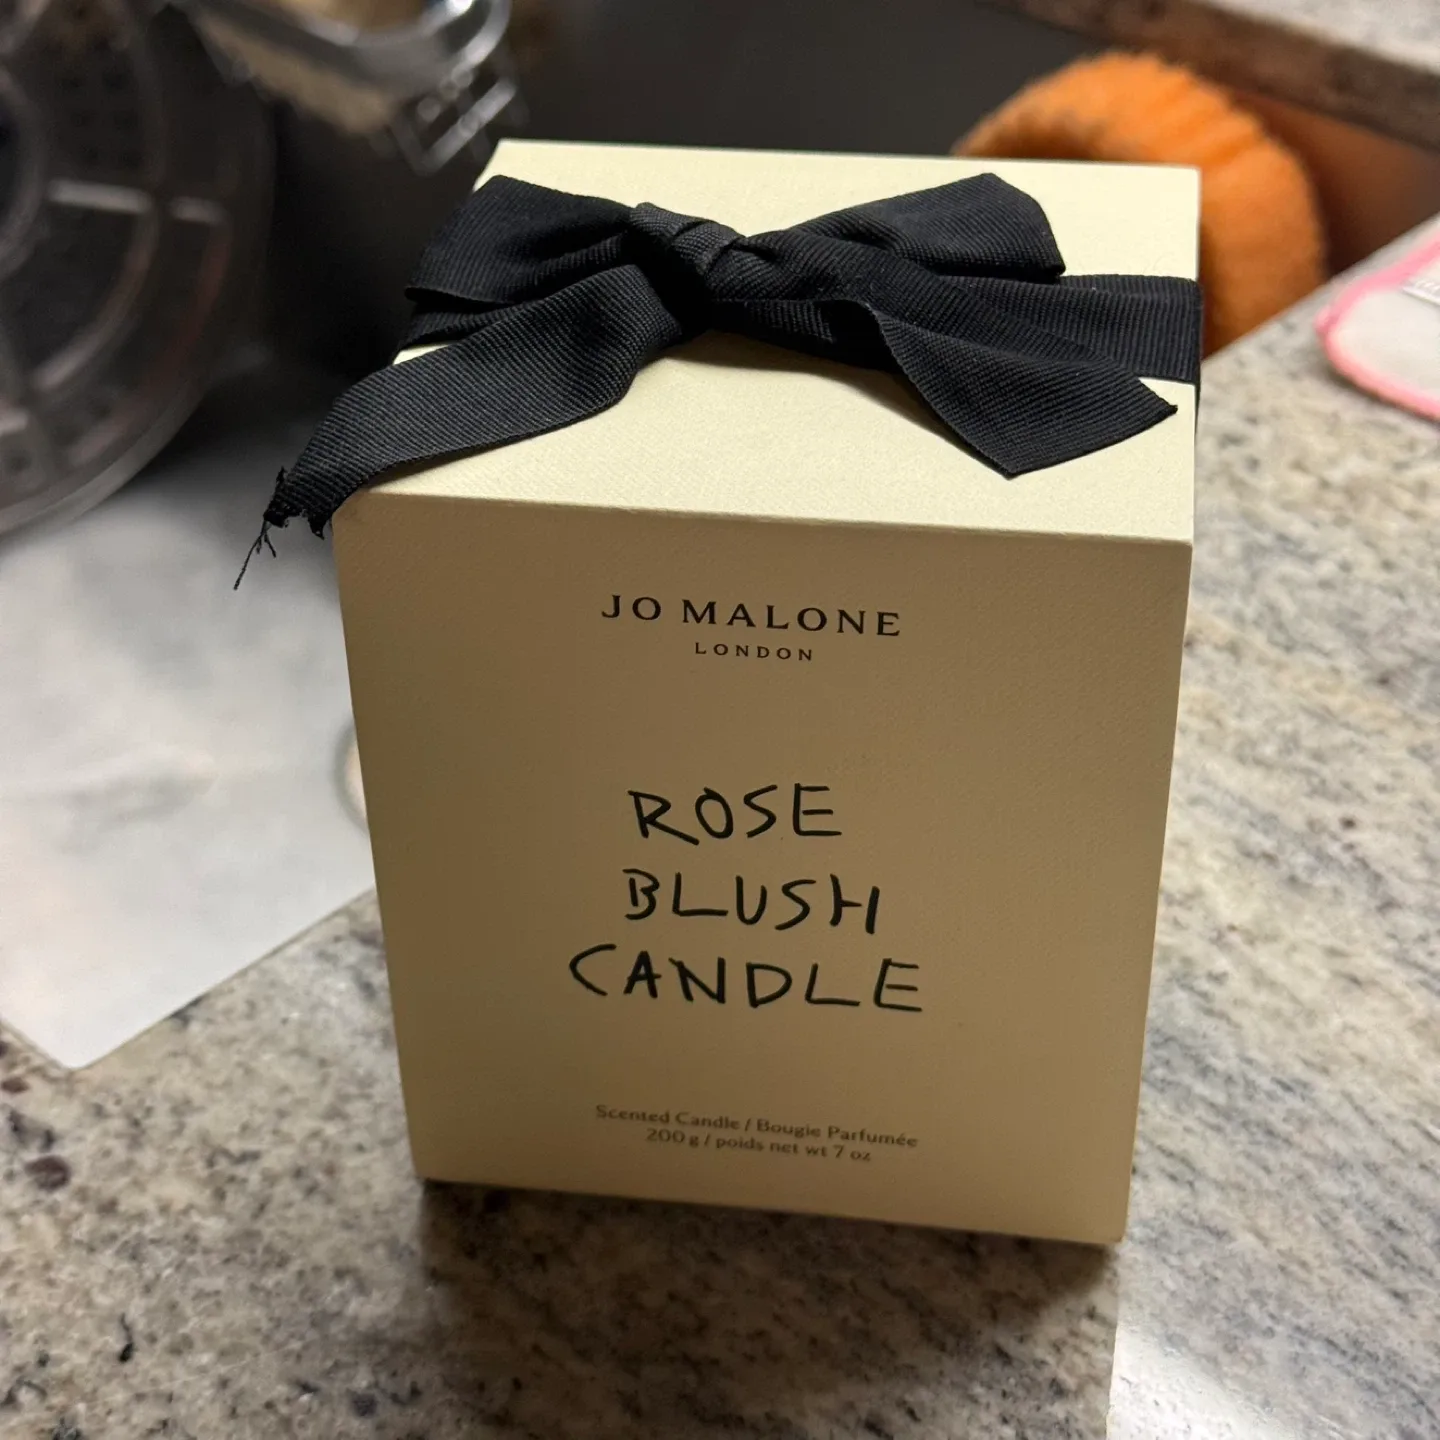 JO MALONE
LONDON
ROSE
BLUSH
CANDLE
Scented Candle / Bougie Parfumée
200 g / poids net wt 7 oz